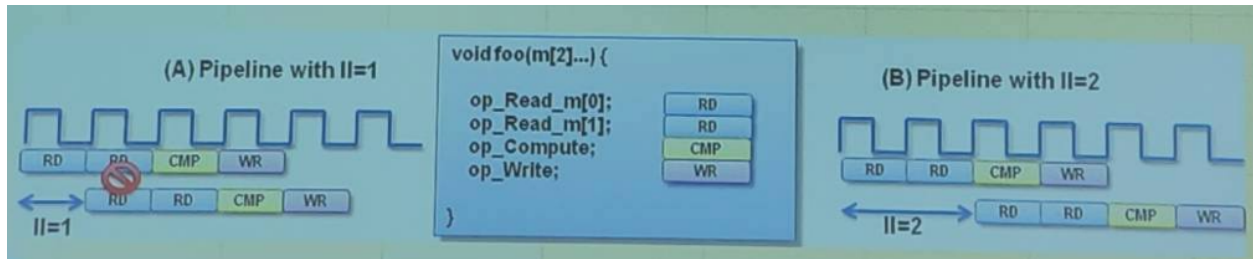 (A) Pipeline with II=1
RD RD CMP WR
RD RD CMP WR
II=1
void foo(m[2]...) {
op_Read_m[0]; RD
op_Read_m[1]; RD
op_Compute; CMP
op_Write; WR
}
(B) Pipeline with II=2
RD RD CMP WR
RD RD CMP WR
II=2